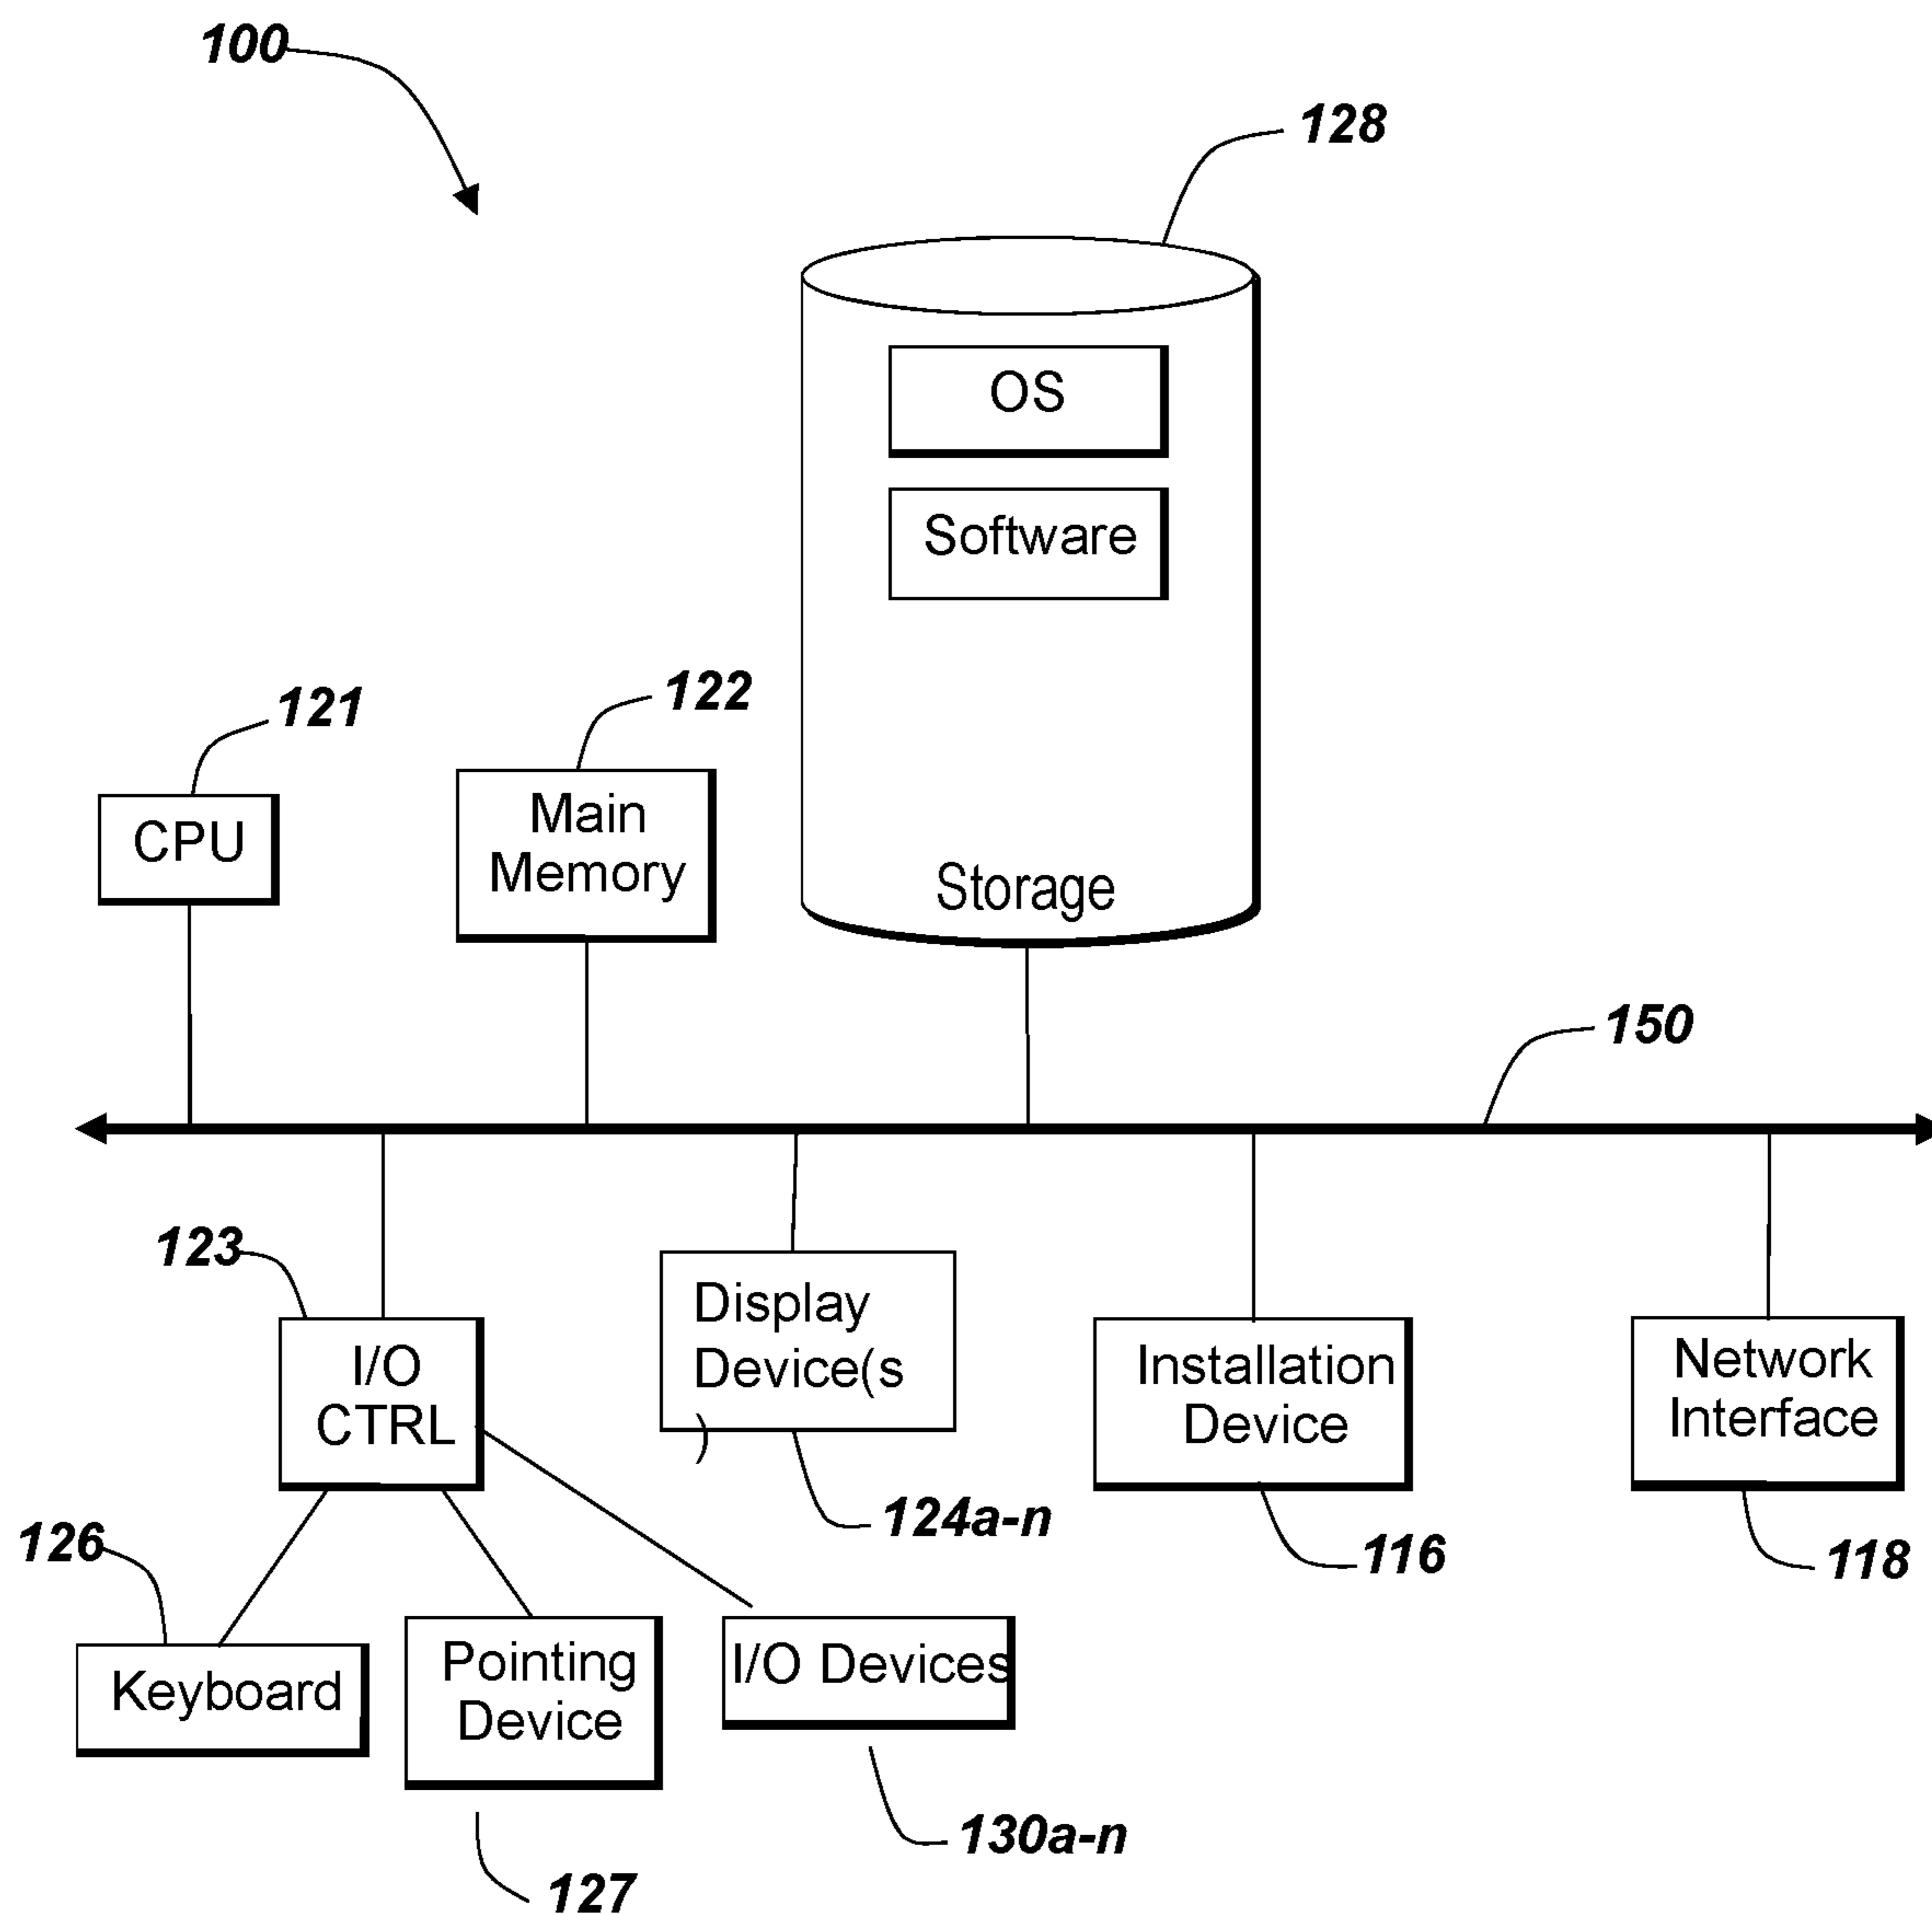 100
128
OS
Software
121
122
CPU
Main
Memory
Storage
150
123
I/O
CTRL
Display
Device(s
)
Installation
Device
Network
Interface
124a-n
116
118
126
Keyboard
Pointing
Device
I/O Devices
130a-n
127